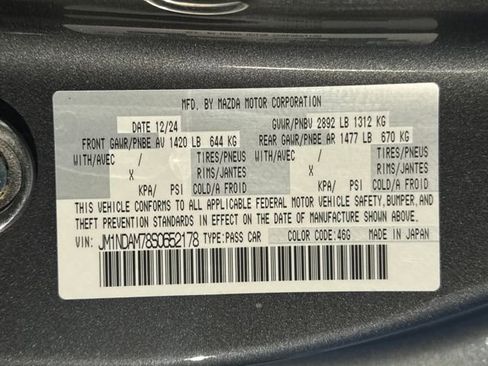 MFD. BY MAZDA MOTOR CORPORATION
DATE 12/24 GVWR/PNBV 2892 LB 1312 KG
FRONT GAWR/PNBE AV 1420 LB 644 KG REAR GAWR/PNBE AR 1477 LB 670 KG
WITH/AVEC / TIRES/PNEUS WITH/AVEC / TIRES/PNEUS
X RIMS/JANTES X RIMS/JANTES
KPA/ PSI COLD/A FROID KPA/ PSI COLD/A FROID
THIS VEHICLE CONFORMS TO ALL APPLICABLE FEDERAL MOTOR VEHICLE SAFETY, BUMPER, AND
THEFT PREVENTION STANDARDS IN EFFECT ON THE DATE OF MANUFACTURE SHOWN ABOVE.
VIN: JM1NDAM78S0652178 TYPE: PASS CAR COLOR CODE: 46G MADE IN JAPAN